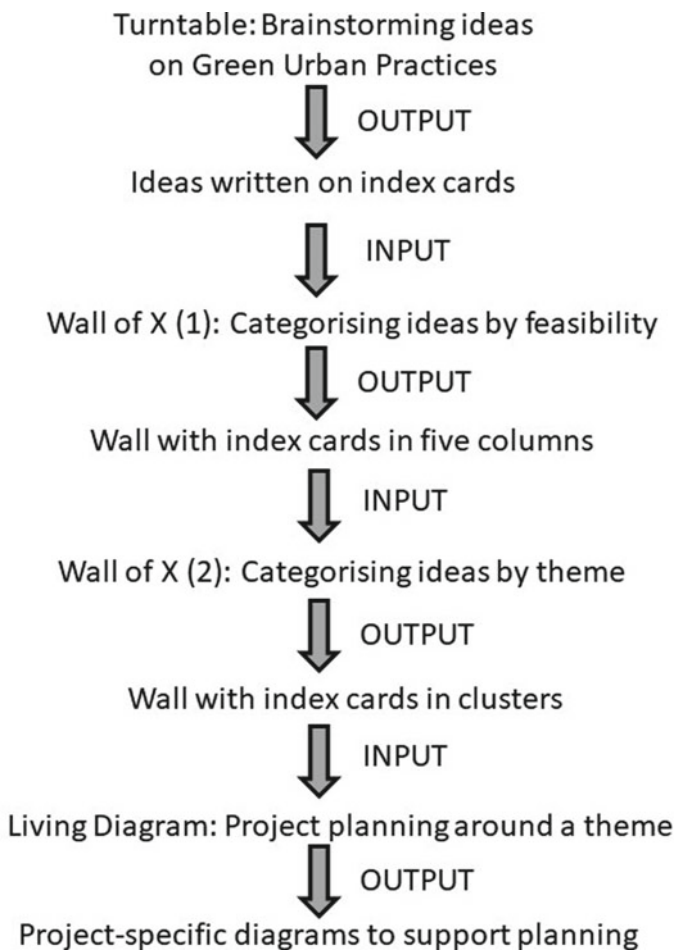 Turntable: Brainstorming ideas
on Green Urban Practices
OUTPUT
Ideas written on index cards
INPUT
Wall of X (1): Categorising ideas by feasibility
OUTPUT
Wall with index cards in five columns
INPUT
Wall of X (2): Categorising ideas by theme
OUTPUT
Wall with index cards in clusters
INPUT
Living Diagram: Project planning around a theme
OUTPUT
Project-specific diagrams to support planning